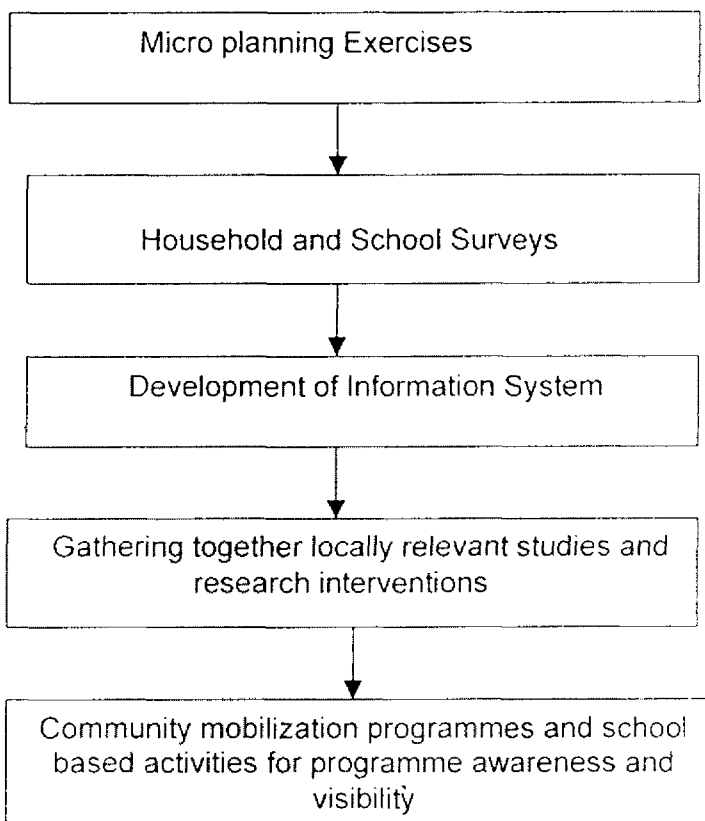 Micro planning Exercises
Household and School Surveys
Development of Information System
Gathering together locally relevant studies and
research interventions
Community mobilization programmes and school
based activities for programme awareness and
visibility